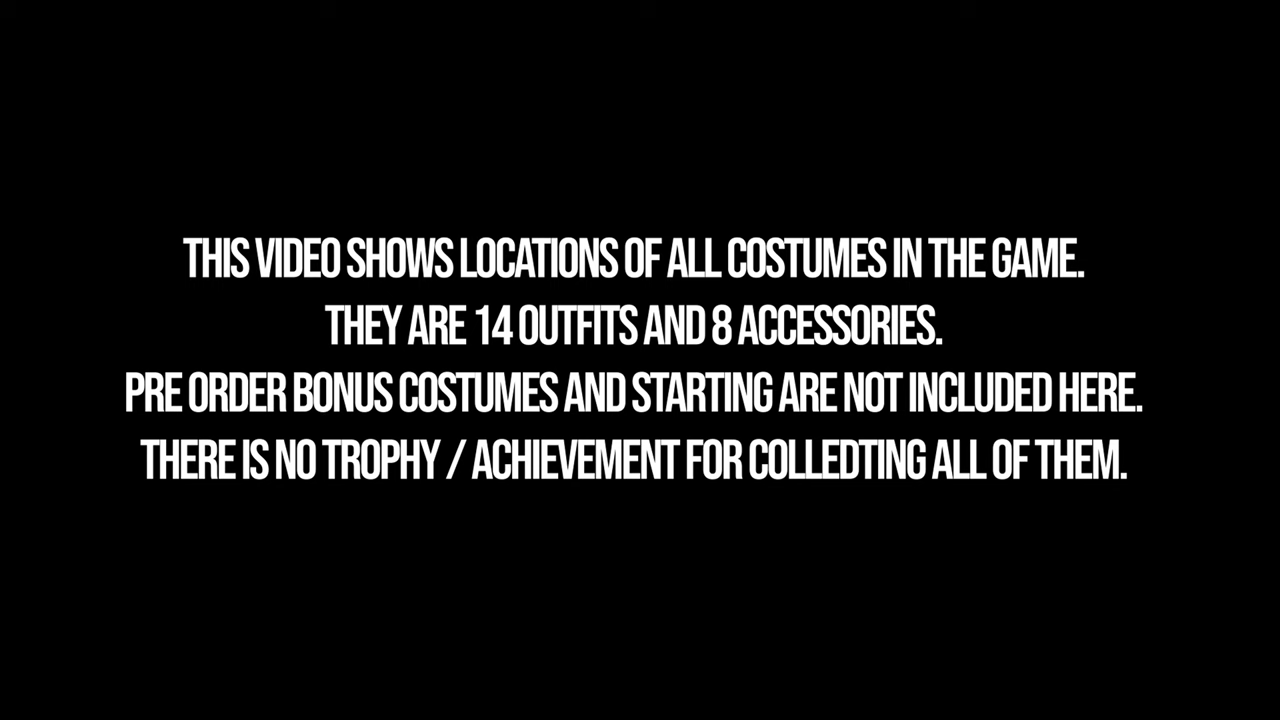 THIS VIDEO SHOWS LOCATIONS OF ALL COSTUMES IN THE GAME.
THEY ARE 14 OUTFITS AND 8 ACCESSORIES.
PRE ORDER BONUS COSTUMES AND STARTING ARE NOT INCLUDED HERE.
THERE IS NO TROPHY / ACHIEVEMENT FOR COLLEDTING ALL OF THEM.